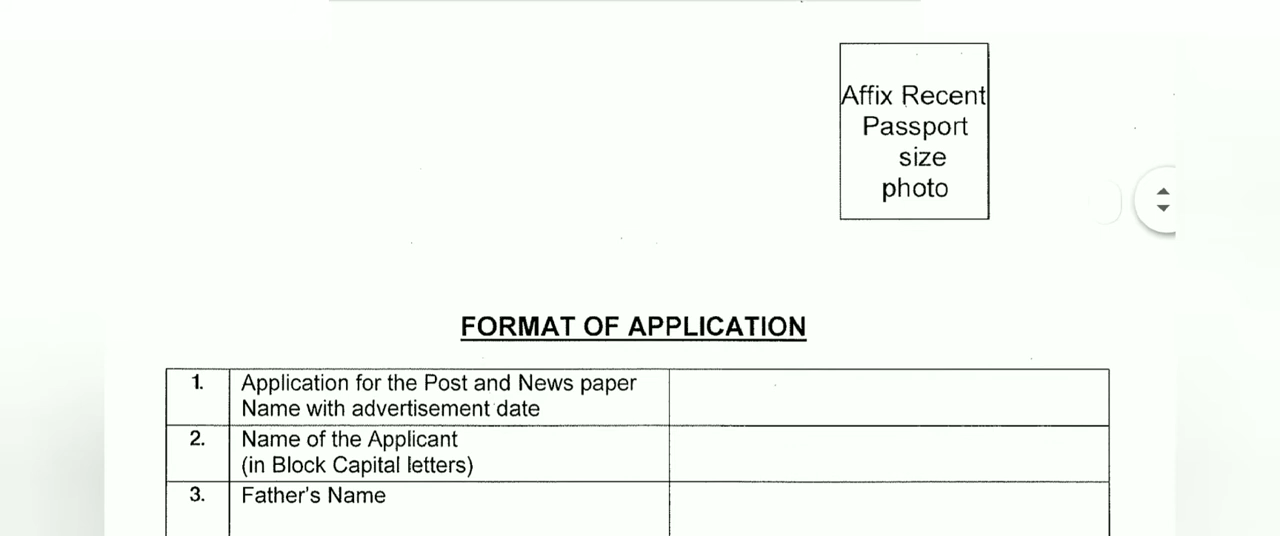 Affix Recent
Passport
size
photo
FORMAT OF APPLICATION
1. Application for the Post and News paper
Name with advertisement date
2. Name of the Applicant
(in Block Capital letters)
3. Father's Name